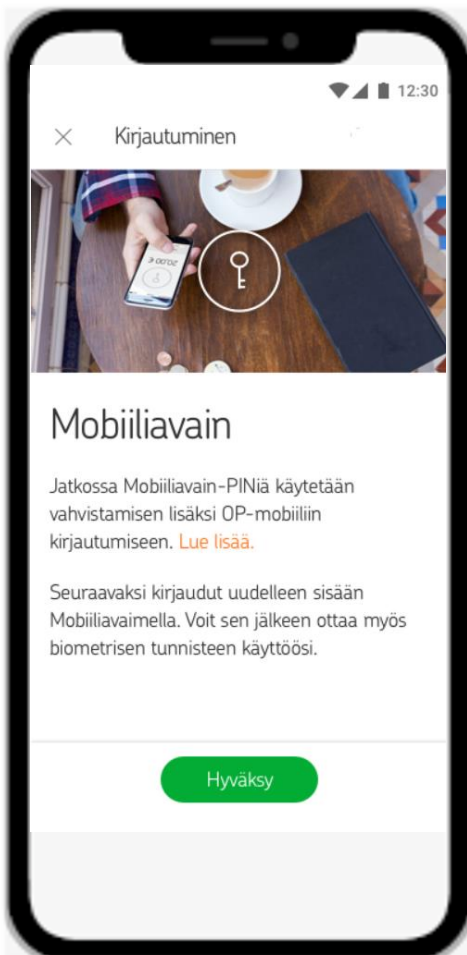 12:30
Kirjautuminen
20,00 €
Mobiiliavain
Jatkossa Mobiiliavain-PINiä käytetään
vahvistamisen lisäksi OP-mobiiliin
kirjautumiseen. Lue lisää.
Seuraavaksi kirjaudut uudelleen sisään
Mobiiliavaimella. Voit sen jälkeen ottaa myös
biometrisen tunnisteen käyttöösi.
Hyväksy